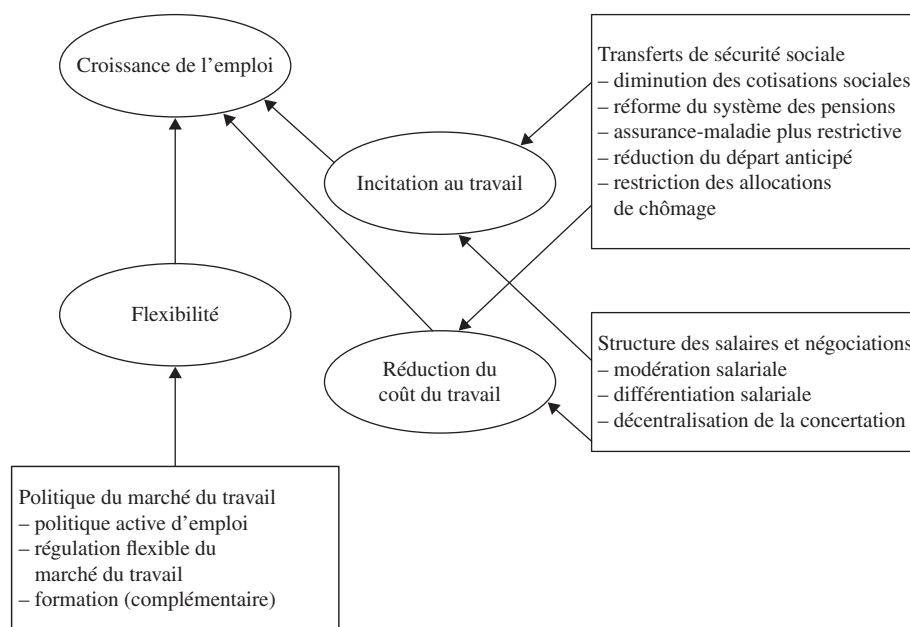 Croissance de l’emploi
Transferts de sécurité sociale
– diminution des cotisations sociales
– réforme du système des pensions
– assurance-maladie plus restrictive
– réduction du départ anticipé
– restriction des allocations
de chômage
Incitation au travail
Flexibilité
Réduction du
coût du travail
Structure des salaires et négociations
– modération salariale
– différentiation salariale
– décentralisation de la concertation
Politique du marché du travail
– politique active d’emploi
– régulation flexible du
marché du travail
– formation (complémentaire)